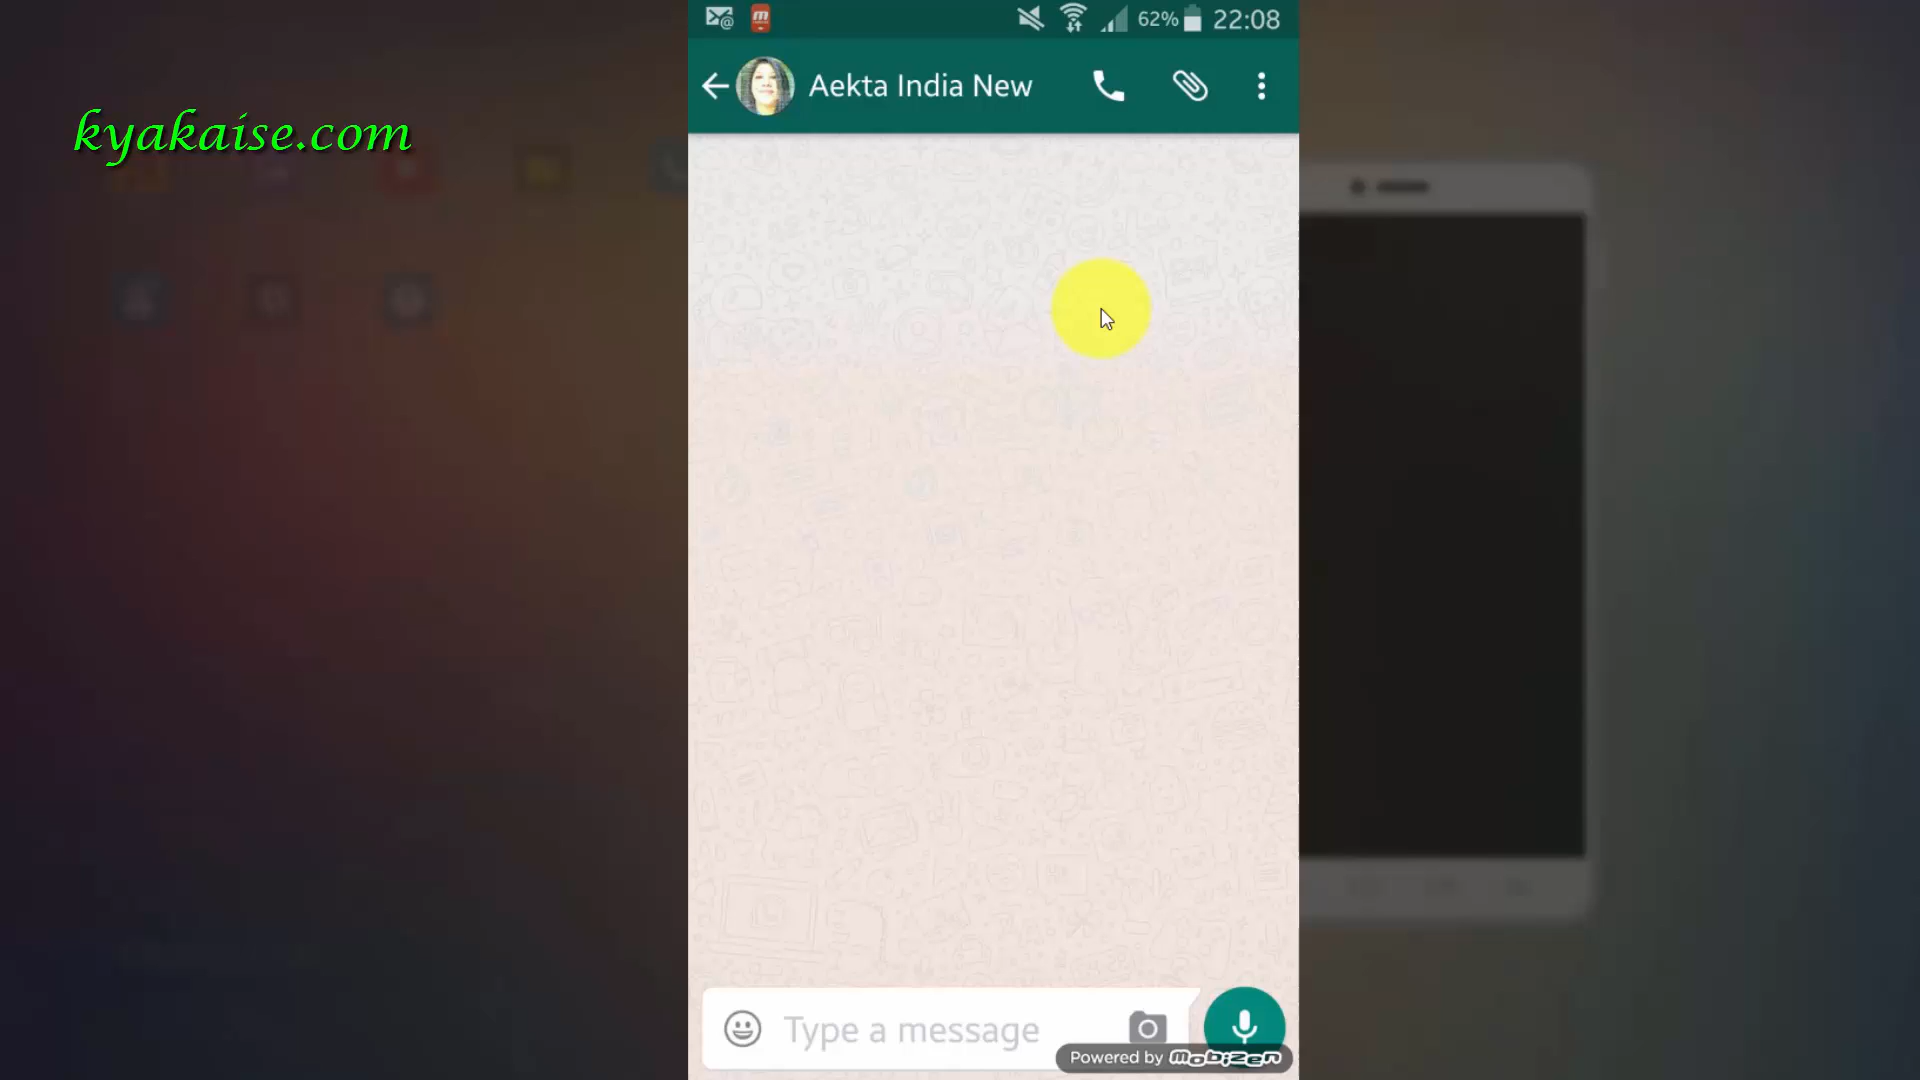 62% 22:08
kyakaise.com
Aekta India New
Type a message
Powered by mobizen